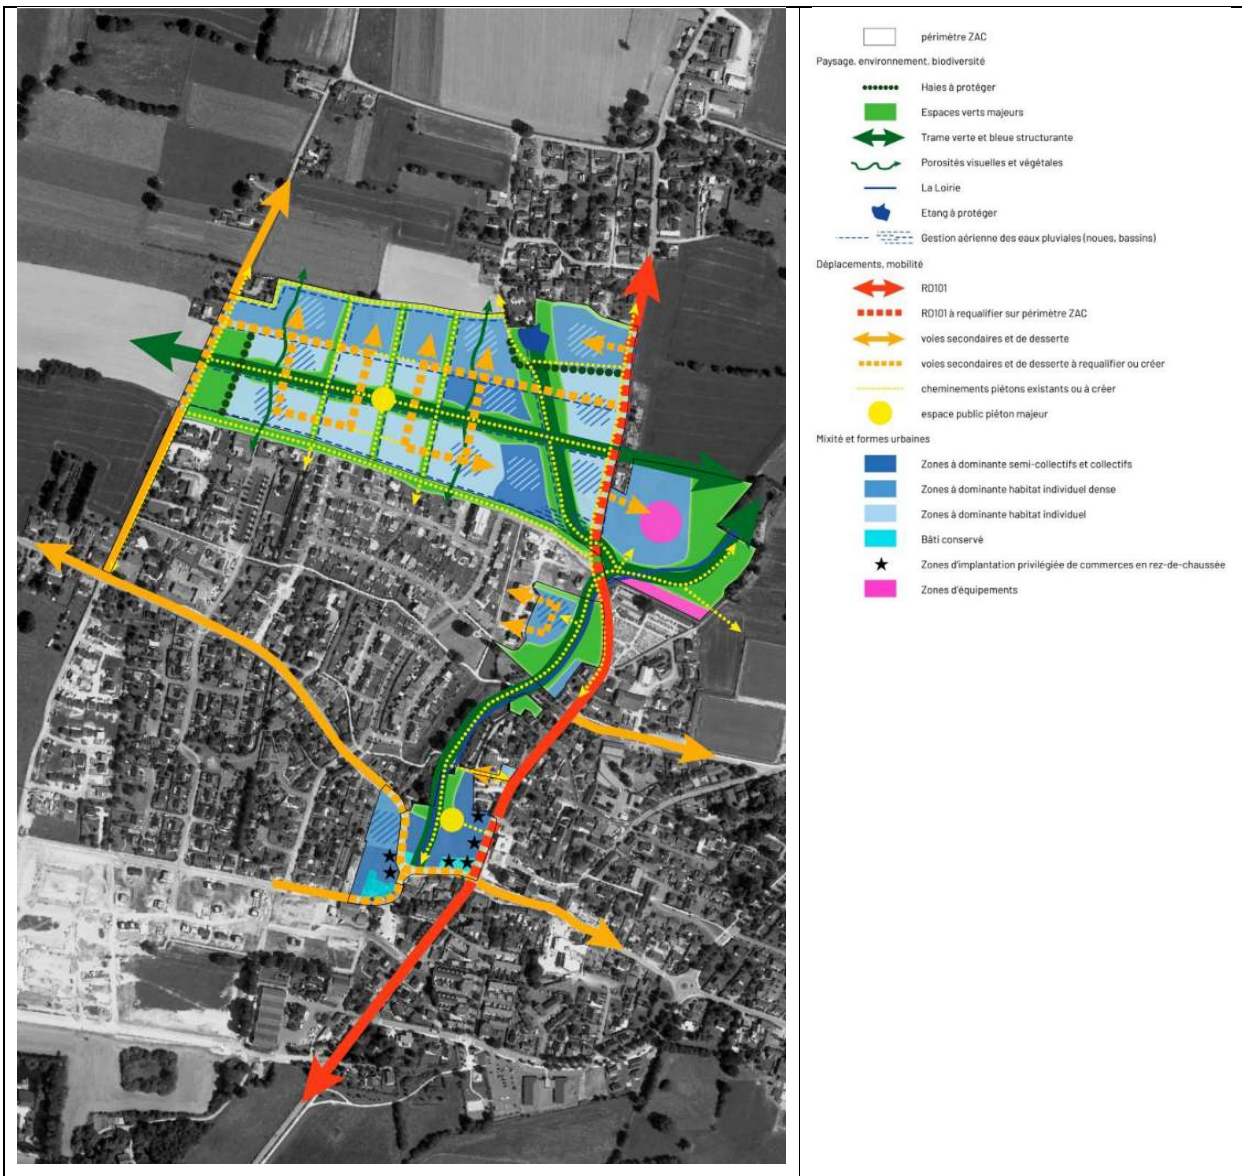 périmètre ZAC
Paysage, environnement, biodiversité
Haies à protéger
Espaces verts majeurs
Trame verte et bleue structurante
Porosités visuelles et végétales
La Loirie
Etang à protéger
Gestion aérienne des eaux pluviales (noues, bassins)
Déplacements, mobilité
RD101
RD101 à requalifier sur périmètre ZAC
voies secondaires et de desserte
voies secondaires et de desserte à requalifier ou créer
cheminements piétons existants ou à créer
espace public piéton majeur
Mixité et formes urbaines
Zones à dominante semi-collectifs et collectifs
Zones à dominante habitat individuel dense
Zones à dominante habitat individuel
Bâti conservé
Zones d'implantation privilégiée de commerces en rez-de-chaussée
Zones d'équipements